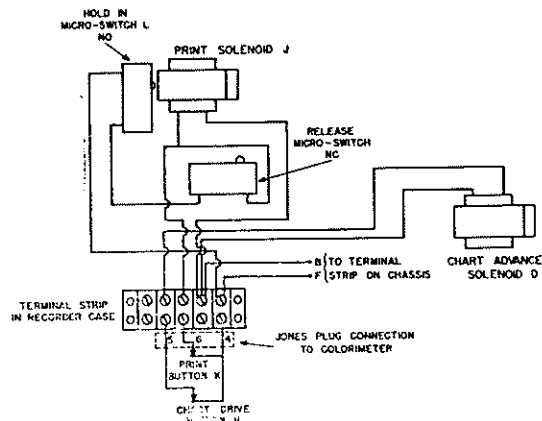 HOLD IN
MICRO-SWITCH L
NO
PRINT SOLENOID J
RELEASE
MICRO-SWITCH
NC
B TO TERMINAL
F STRIP ON CHASSIS
CHART ADVANCE
SOLENOID D
TERMINAL STRIP
IN RECORDER CASE
5 6 4
JONES PLUG CONNECTION
TO COLORIMETER
PRINT
BUTTON K
CHART DRIVE